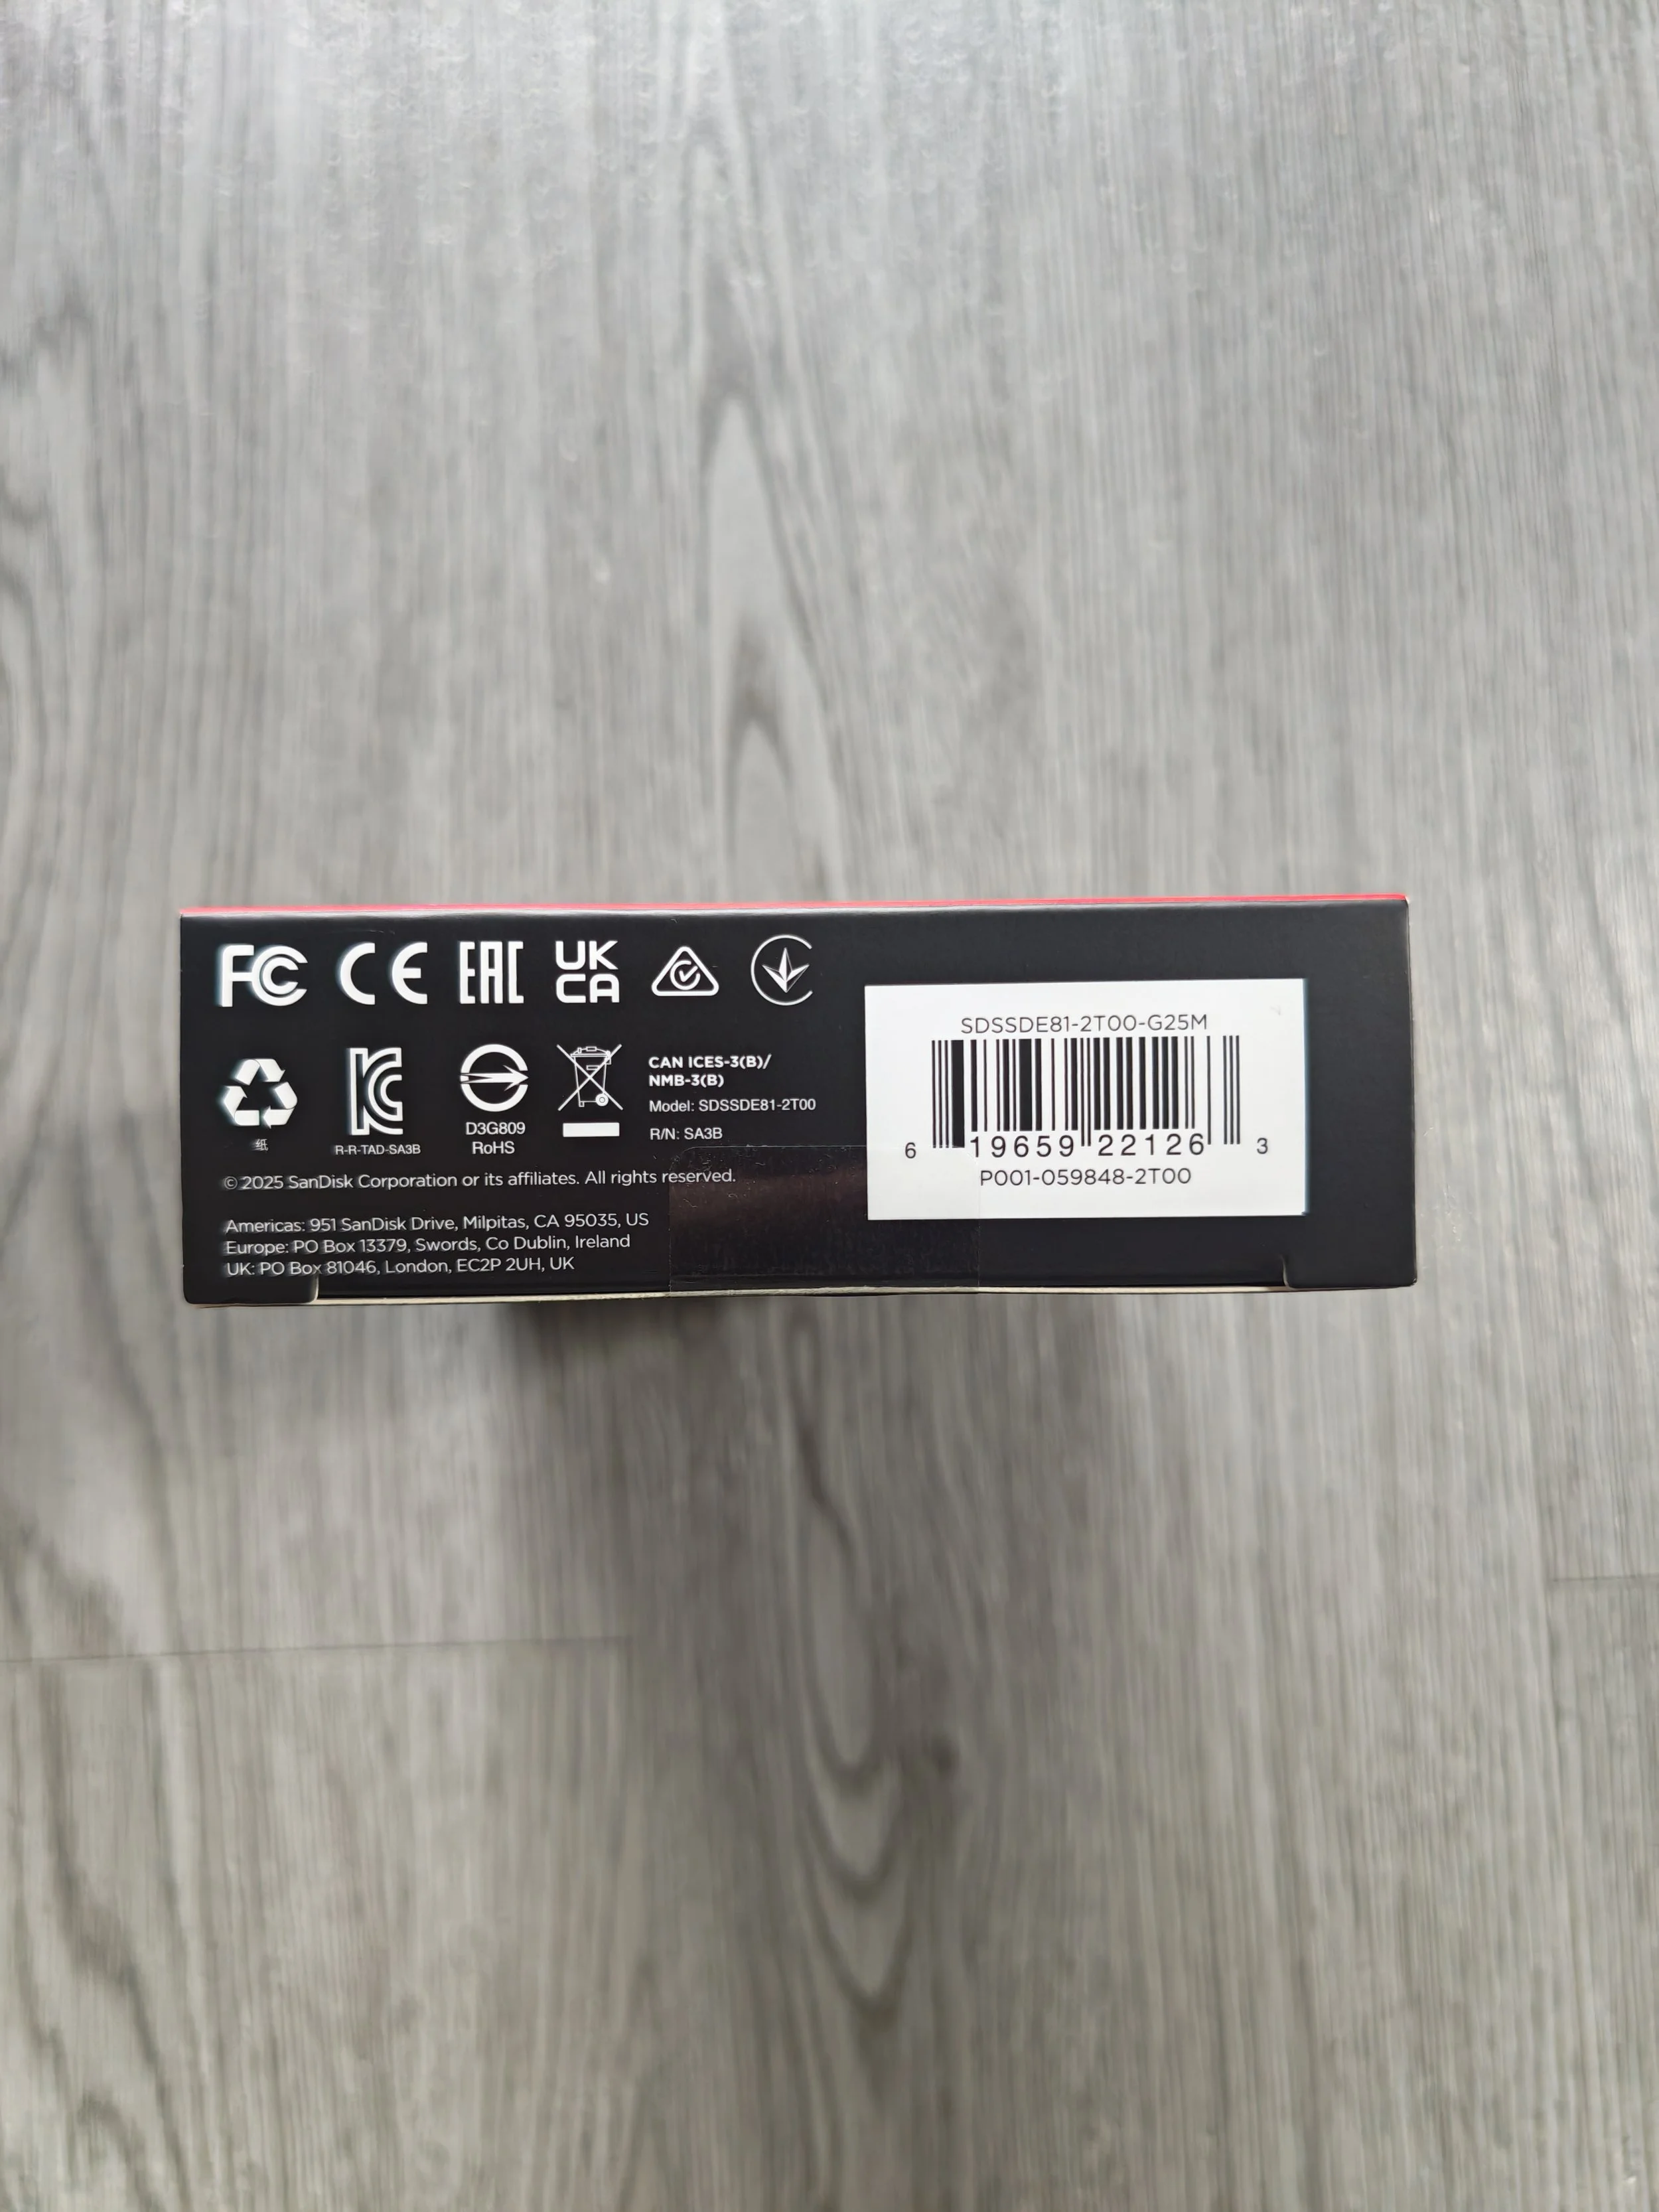 FC CE EAC UK
CA
纸
R-R-TAD-SA3B
D3G809
RoHS
CAN ICES-3(B)/
NMB-3(B)
Model: SDSSDE81-2T00
R/N: SA3B
© 2025 SanDisk Corporation or its affiliates. All rights reserved.
Americas: 951 SanDisk Drive, Milpitas, CA 95035, US
Europe: PO Box 13379, Swords, Co Dublin, Ireland
UK: PO Box 81046, London, EC2P 2UH, UK
SDSSDE81-2T00-G25M
6 19659 22126 3
P001-059848-2T00